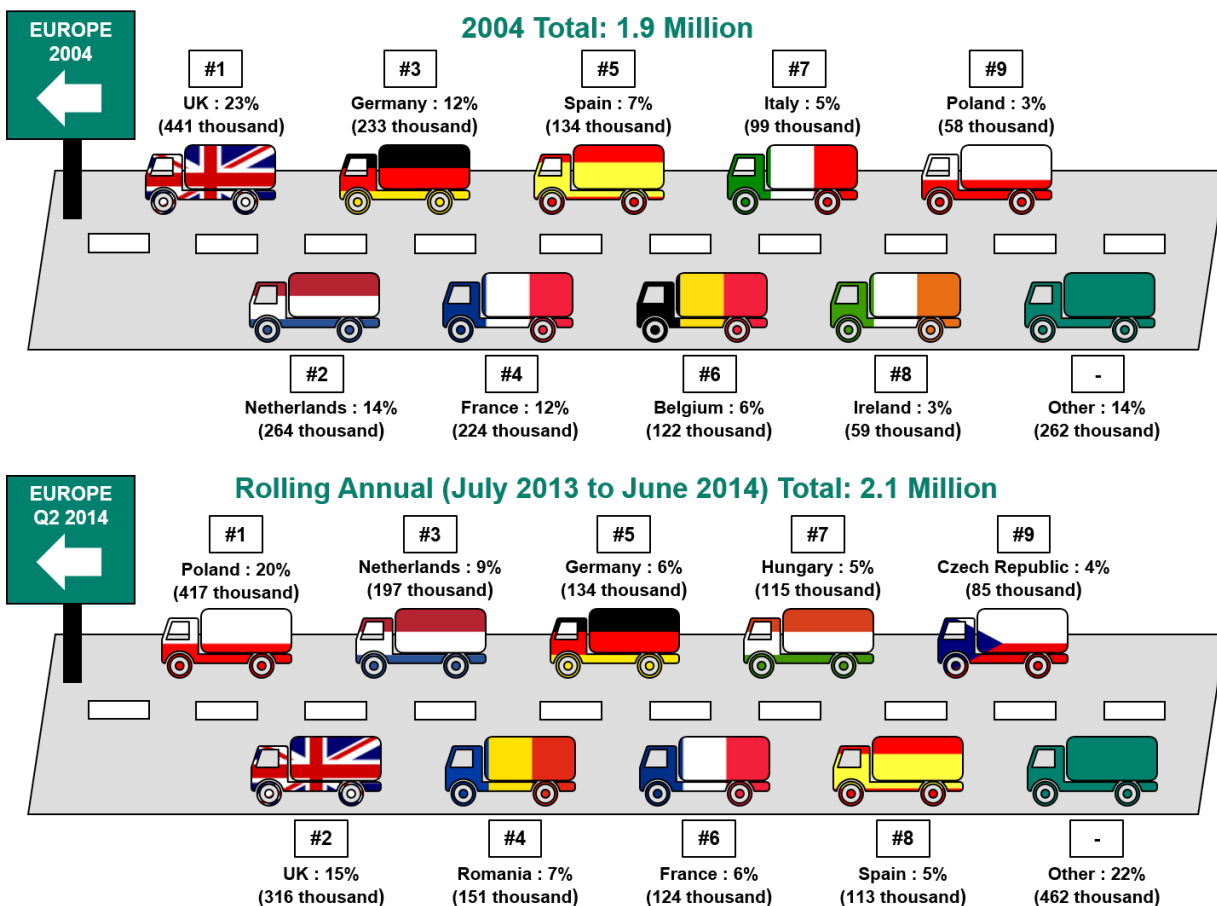 EUROPE
2004
2004 Total: 1.9 Million
#1
UK : 23%
(441 thousand)
#3
Germany : 12%
(233 thousand)
#5
Spain : 7%
(134 thousand)
#7
Italy : 5%
(99 thousand)
#9
Poland : 3%
(58 thousand)
#2
Netherlands : 14%
(264 thousand)
#4
France : 12%
(224 thousand)
#6
Belgium : 6%
(122 thousand)
#8
Ireland : 3%
(59 thousand)
-
Other : 14%
(262 thousand)
EUROPE
Q2 2014
Rolling Annual (July 2013 to June 2014) Total: 2.1 Million
#1
Poland : 20%
(417 thousand)
#3
Netherlands : 9%
(197 thousand)
#5
Germany : 6%
(134 thousand)
#7
Hungary : 5%
(115 thousand)
#9
Czech Republic : 4%
(85 thousand)
#2
UK : 15%
(316 thousand)
#4
Romania : 7%
(151 thousand)
#6
France : 6%
(124 thousand)
#8
Spain : 5%
(113 thousand)
-
Other : 22%
(462 thousand)